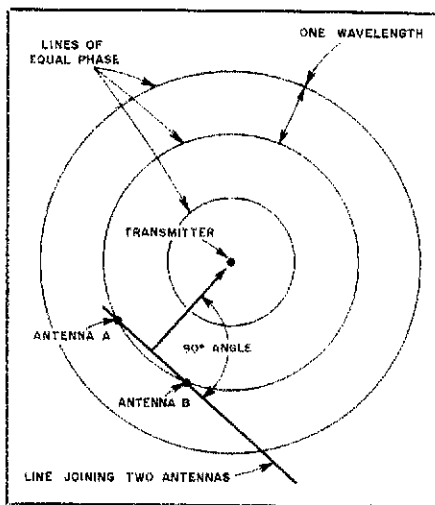 LINES OF
EQUAL PHASE
ONE WAVELENGTH
TRANSMITTER
ANTENNA A
90° ANGLE
ANTENNA B
LINE JOINING TWO ANTENNAS